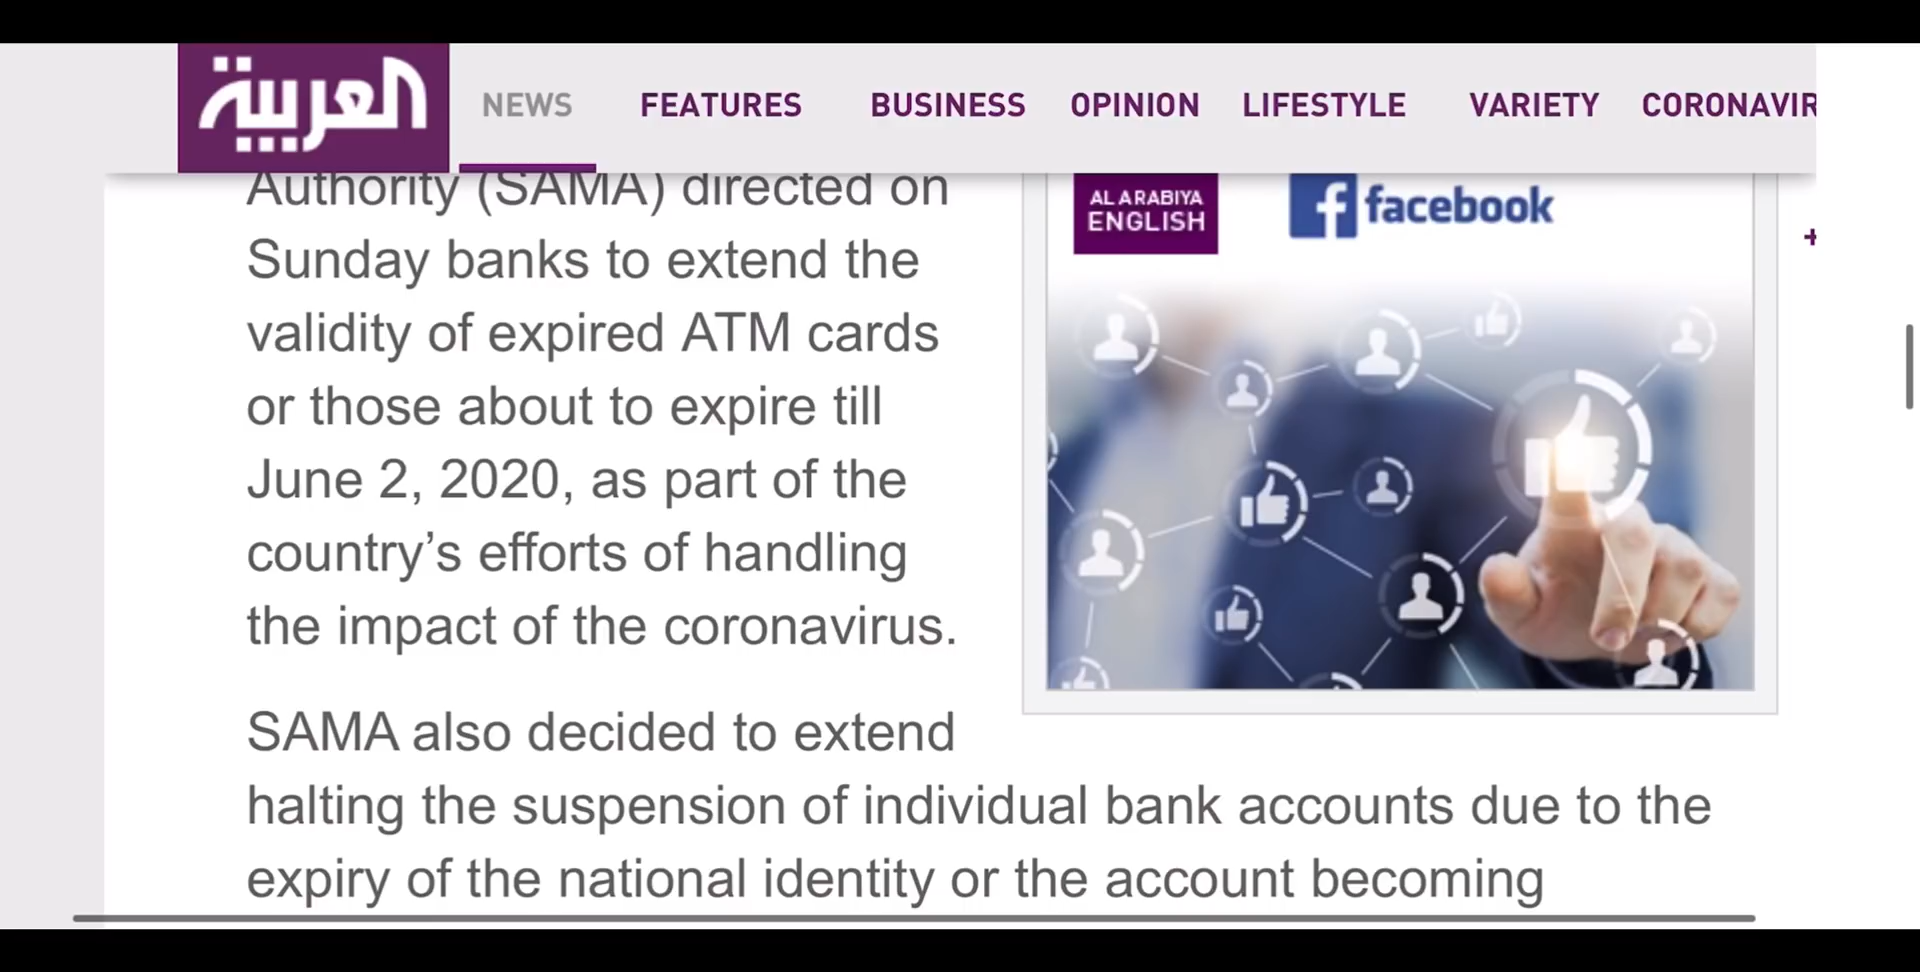 العربية
NEWS FEATURES BUSINESS OPINION LIFESTYLE VARIETY CORONAVIR
Authority (SAMA) directed on
Sunday banks to extend the
validity of expired ATM cards
or those about to expire till
June 2, 2020, as part of the
country’s efforts of handling
the impact of the coronavirus.
AL ARABIYA
ENGLISH
facebook
+
SAMA also decided to extend
halting the suspension of individual bank accounts due to the
expiry of the national identity or the account becoming